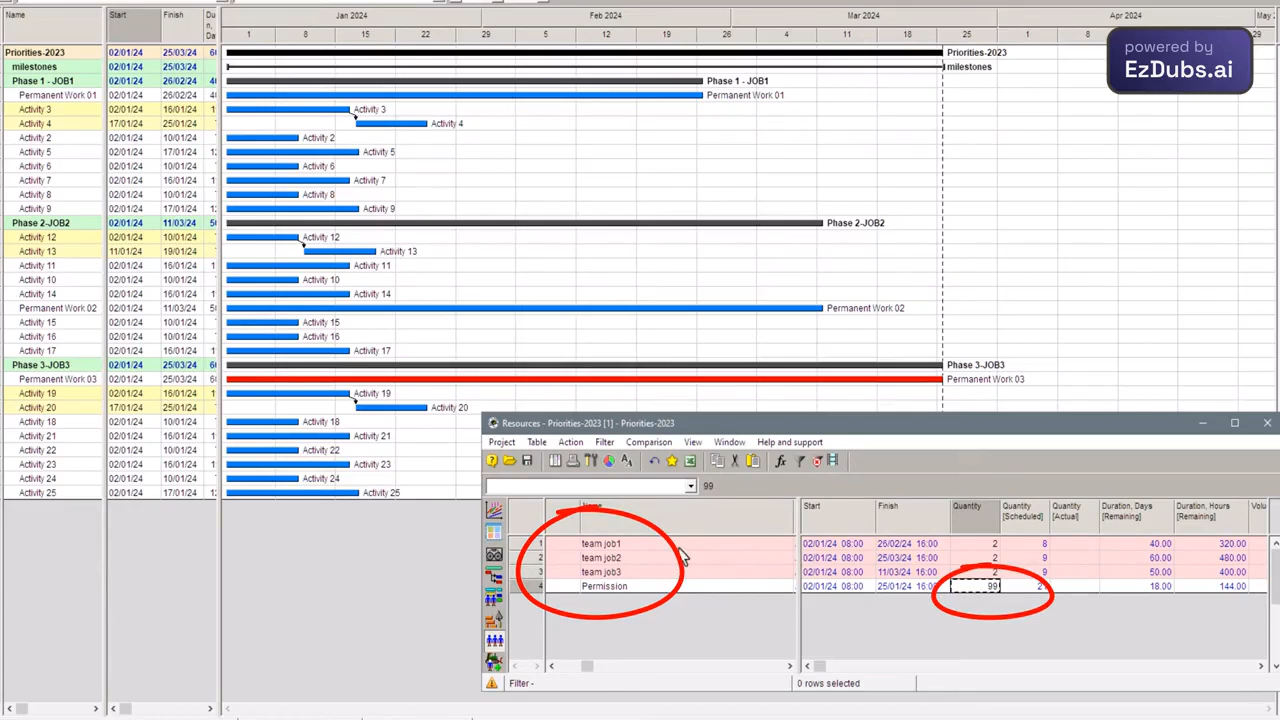 Name Start Finish Du n, Da Jan 2024 Feb 2024 Mar 2024 Apr 2024 May
1 8 15 22 29 5 12 19 26 4 11 18 25 1 29
powered by
EzDubs.ai
Priorities-2023 02/01/24 25/03/24 Priorities-2023
milestones 02/01/24 25/03/24 milestones
Phase 1 - JOB1 02/01/24 26/02/24 Phase 1 - JOB1
Permanent Work 01 02/01/24 26/02/24 Permanent Work 01
Activity 3 02/01/24 16/01/24 Activity 3
Activity 4 17/01/24 25/01/24 Activity 4
Activity 2 02/01/24 10/01/24 Activity 2
Activity 5 02/01/24 17/01/24 Activity 5
Activity 6 02/01/24 10/01/24 Activity 6
Activity 7 02/01/24 16/01/24 Activity 7
Activity 8 02/01/24 10/01/24 Activity 8
Activity 9 02/01/24 17/01/24 Activity 9
Phase 2-JOB2 02/01/24 11/03/24 Phase 2-JOB2
Activity 12 02/01/24 10/01/24 Activity 12
Activity 13 11/01/24 19/01/24 Activity 13
Activity 11 02/01/24 16/01/24 Activity 11
Activity 10 02/01/24 10/01/24 Activity 10
Activity 14 02/01/24 16/01/24 Activity 14
Permanent Work 02 02/01/24 11/03/24 Permanent Work 02
Activity 15 02/01/24 10/01/24 Activity 15
Activity 16 02/01/24 10/01/24 Activity 16
Activity 17 02/01/24 16/01/24 Activity 17
Phase 3-JOB3 02/01/24 25/03/24 Phase 3-JOB3
Permanent Work 03 02/01/24 25/03/24 Permanent Work 03
Activity 19 02/01/24 16/01/24 Activity 19
Activity 20 17/01/24 25/01/24 Activity 20
Activity 18 02/01/24 10/01/24 Activity 18
Activity 21 02/01/24 16/01/24 Activity 21
Activity 22 02/01/24 10/01/24 Activity 22
Activity 23 02/01/24 16/01/24 Activity 23
Activity 24 02/01/24 10/01/24 Activity 24
Activity 25 02/01/24 17/01/24 Activity 25
Resources - Priorities-2023 [1] - Priorities-2023
Project Table Action Filter Comparison View Window Help and support
99
Name Start Finish Quantity Quantity [Scheduled] Quantity [Actual] Duration, Days [Remaining] Duration, Hours [Remaining] Volu
1 team job1 02/01/24 08:00 26/02/24 16:00 2 8 40.00 320.00
2 team job2 02/01/24 08:00 25/03/24 16:00 2 9 60.00 480.00
3 team job3 02/01/24 08:00 11/03/24 16:00 2 9 50.00 400.00
4 Permission 02/01/24 08:00 25/01/24 16:00 99 18.00 144.00
Filter - 0 rows selected